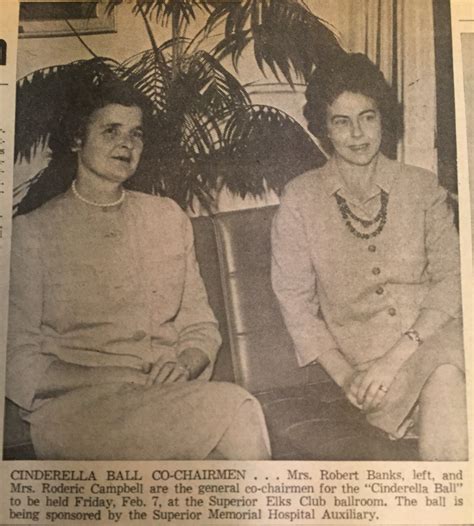 CINDERELLA BALL CO-CHAIRMEN . . . Mrs. Robert Banks, left, and
Mrs. Roderic Campbell are the general co-chairmen for the "Cinderella Ball"
to be held Friday, Feb. 7, at the Superior Elks Club ballroom. The ball is
being sponsored by the Superior Memorial Hospital Auxiliary.